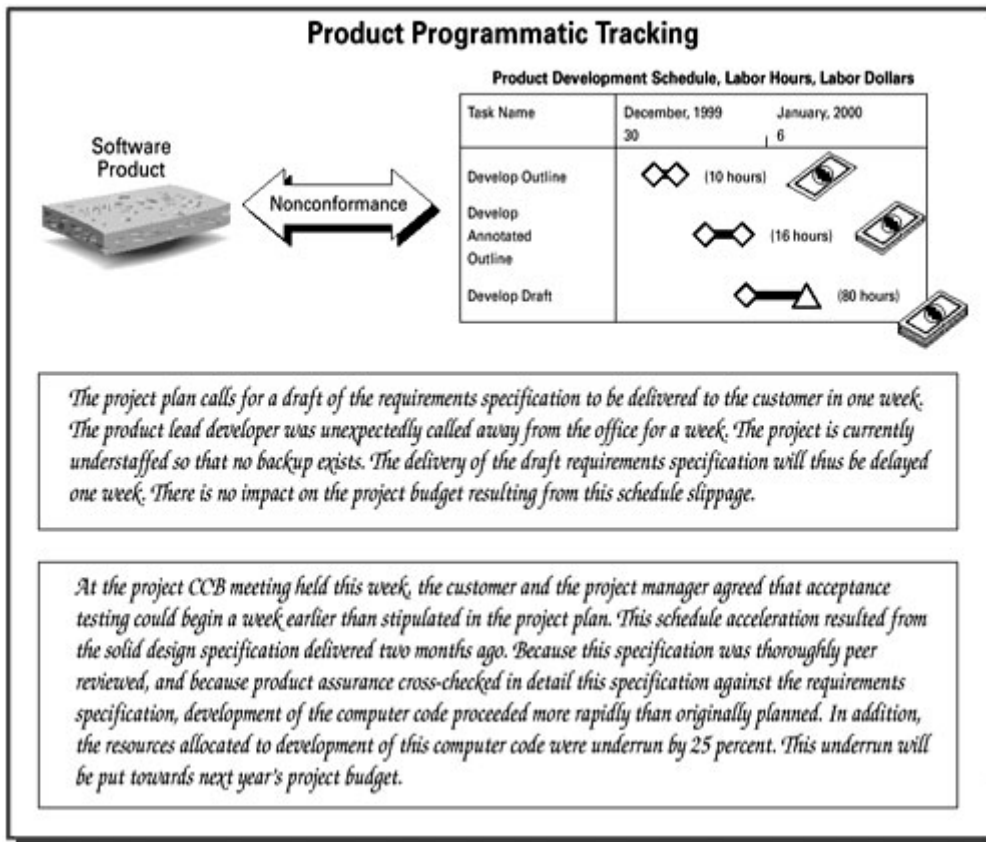 Product Programmatic Tracking
Product Development Schedule, Labor Hours, Labor Dollars
Software
Product
Nonconformance
Task Name
December, 1999
January, 2000
30
6
Develop Outline
(10 hours)
Develop
Annotated
Outline
(16 hours)
Develop Draft
(80 hours)
The project plan calls for a draft of the requirements specification to be delivered to the customer in one week.
The product lead developer was unexpectedly called away from the office for a week. The project is currently
understaffed so that no backup exists. The delivery of the draft requirements specification will thus be delayed
one week. There is no impact on the project budget resulting from this schedule slippage.
At the project CCB meeting held this week, the customer and the project manager agreed that acceptance
testing could begin a week earlier than stipulated in the project plan. This schedule acceleration resulted from
the solid design specification delivered two months ago. Because this specification was thoroughly peer
reviewed, and because product assurance cross-checked in detail this specification against the requirements
specification, development of the computer code proceeded more rapidly than originally planned. In addition,
the resources allocated to development of this computer code were underrun by 25 percent. This underrun will
be put towards next year's project budget.